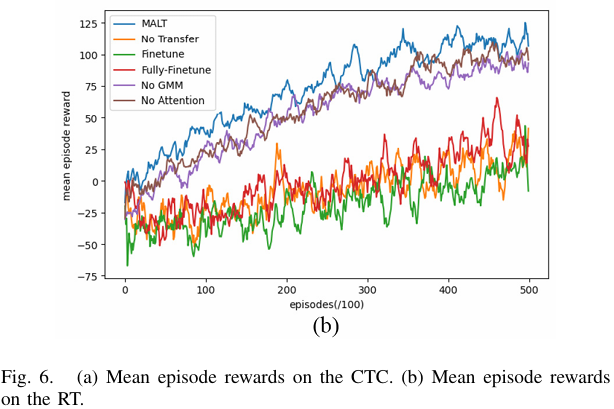 125
100
75
50
25
0
−25
−50
−75
mean episode reward
MALT
No Transfer
Finetune
Fully-Finetune
No GMM
No Attention
0 100 200 300 400 500
episodes(/100)
(b)
Fig. 6. (a) Mean episode rewards on the CTC. (b) Mean episode rewards
on the RT.